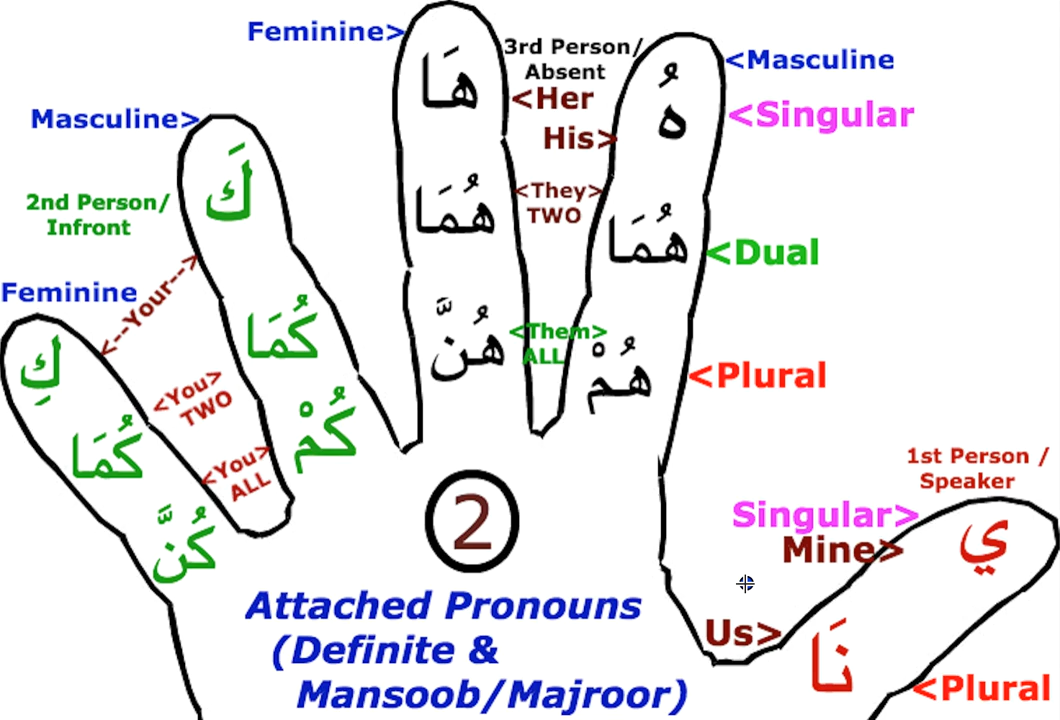 Feminine>
3rd Person/
Absent
<Masculine
هَا
<Her
هُ
<Singular
His>
Masculine>
كَ
2nd Person/
Infront
هُمَا
<They>
TWO
هُمَا
<Dual
Feminine
<--Your-->
كِ
كُمَا
هُنَّ
<Them>
ALL
هُمْ
<Plural
<You>
TWO
كُمَا
كُمْ
<You>
ALL
كُنَّ
2
1st Person /
Speaker
Singular>
Mine>
ي
Us>
نَا
<Plural
Attached Pronouns
(Definite &
Mansoob/Majroor)